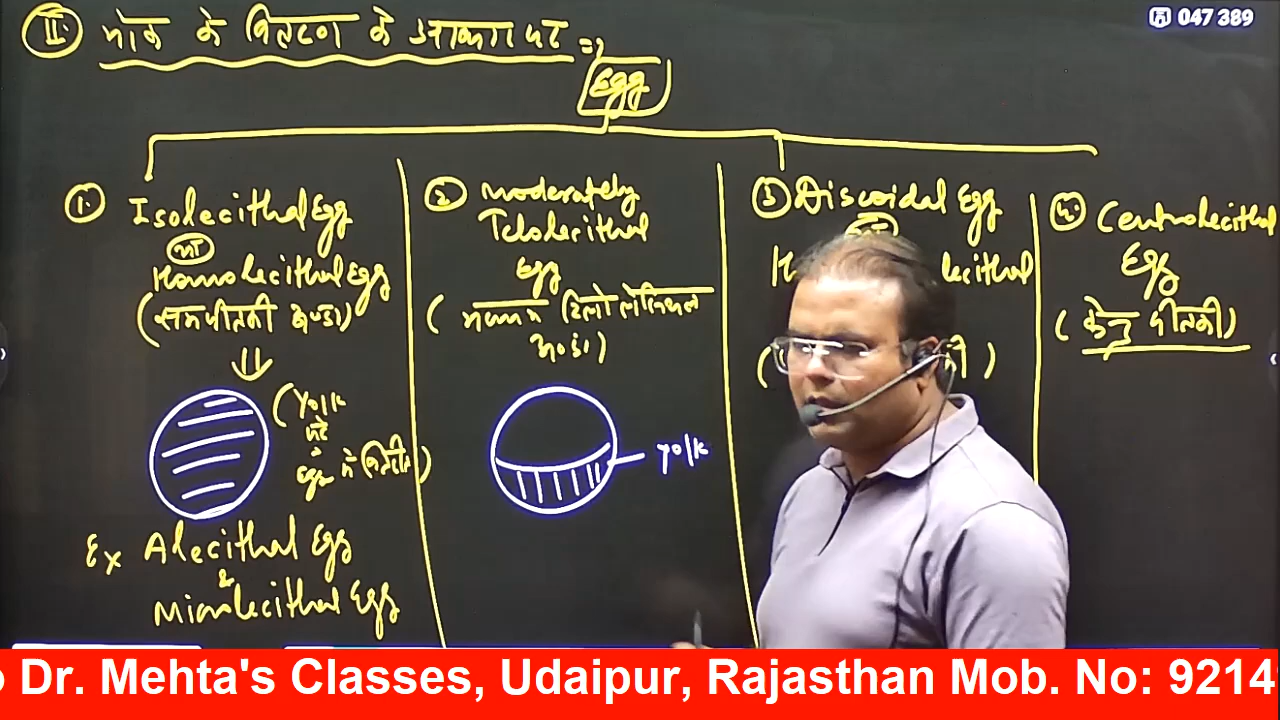 047 389
II. योक के वितरण के आधार पर =>
Egg
1. Isolecithal Egg
या
Homolecithal Egg
(समपीतकी अण्डा)
(Yolk
पूरे
Egg में वितरित)
Ex Alecithal Egg
&
Microlecithal Egg
2. Moderately
Telolecithal
Egg
(मध्यम टिलोलेसिथल
अण्डा)
Yolk
3. Discoidal Egg
या
lecithal
4. Centrolecithal
Egg
(केन्द्र पीतकी)
Dr. Mehta's Classes, Udaipur, Rajasthan Mob. No: 9214